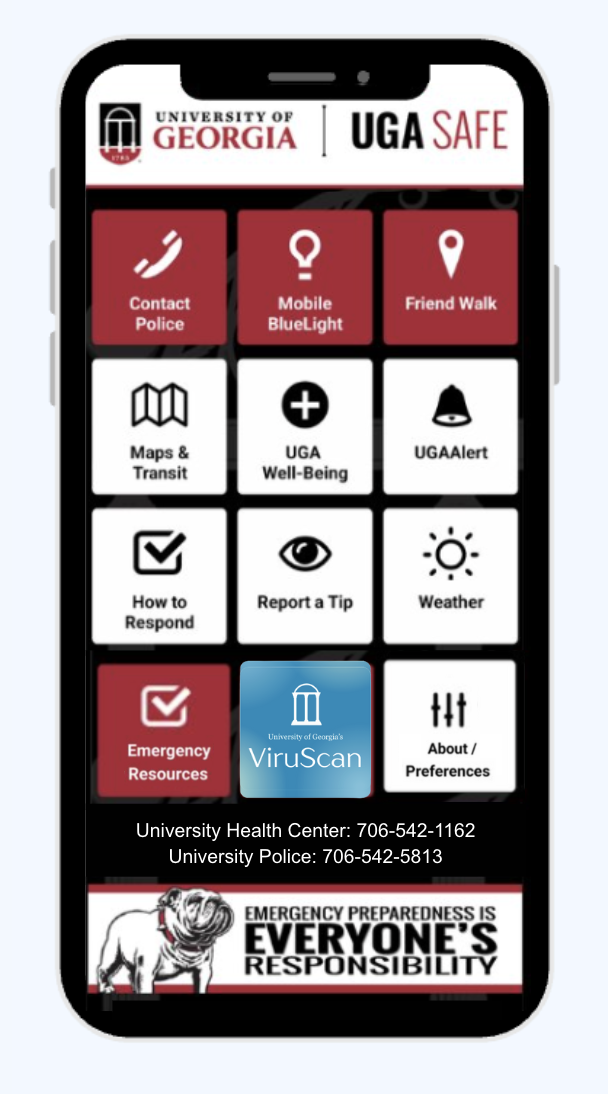 UNIVERSITY OF
GEORGIA
1785
UGA SAFE
Contact
Police
Mobile
BlueLight
Friend Walk
Maps &
Transit
UGA
Well-Being
UGAAlert
How to
Respond
Report a Tip
Weather
Emergency
Resources
University of Georgia's
ViruScan
About /
Preferences
University Health Center: 706-542-1162
University Police: 706-542-5813
EMERGENCY PREPAREDNESS IS
EVERYONE'S
RESPONSIBILITY